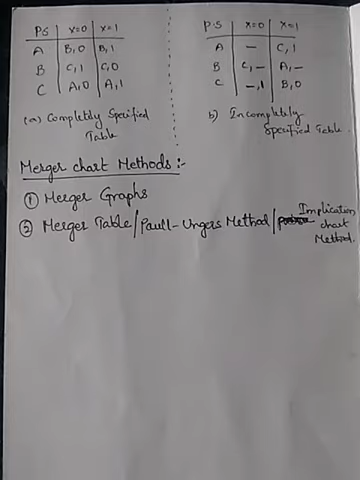 PS x=0 x=1
A B,0 B,1
B C,1 C,0
C A,0 A,1
(a) Completely Specified
Table
P.S x=0 x=1
A - C,1
B C,- A,-
C -,1 B,0
b) Incompletely
Specified Table.
Merger chart Methods:-
① Merger Graphs
② Merger Table/Paull-Ungers Method/Implication
chart
Method.